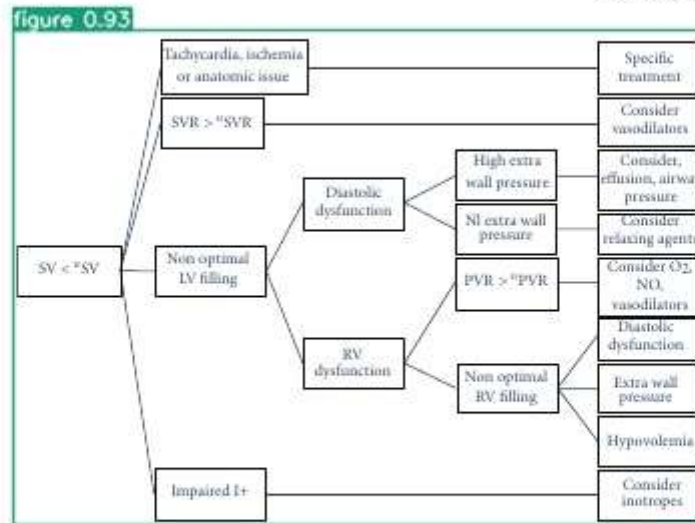 figure 0.93
Tachycardia, ischemia
or anatomic issue
Specific
treatment
SVR > SVR
Consider
vasodilators
High extra
wall pressure
Consider,
effusion, airway
pressure
Diastolic
dysfunction
Nl extra wall
pressure
Consider
relaxing agents
SV < SV
Non optimal
LV filling
PVR > PVR
Consider O2,
NO,
vasodilators
RV
dysfunction
Diastolic
dysfunction
Non optimal
RV filling
Extra wall
pressure
Hypovolemia
Impaired I+
Consider
inotropes